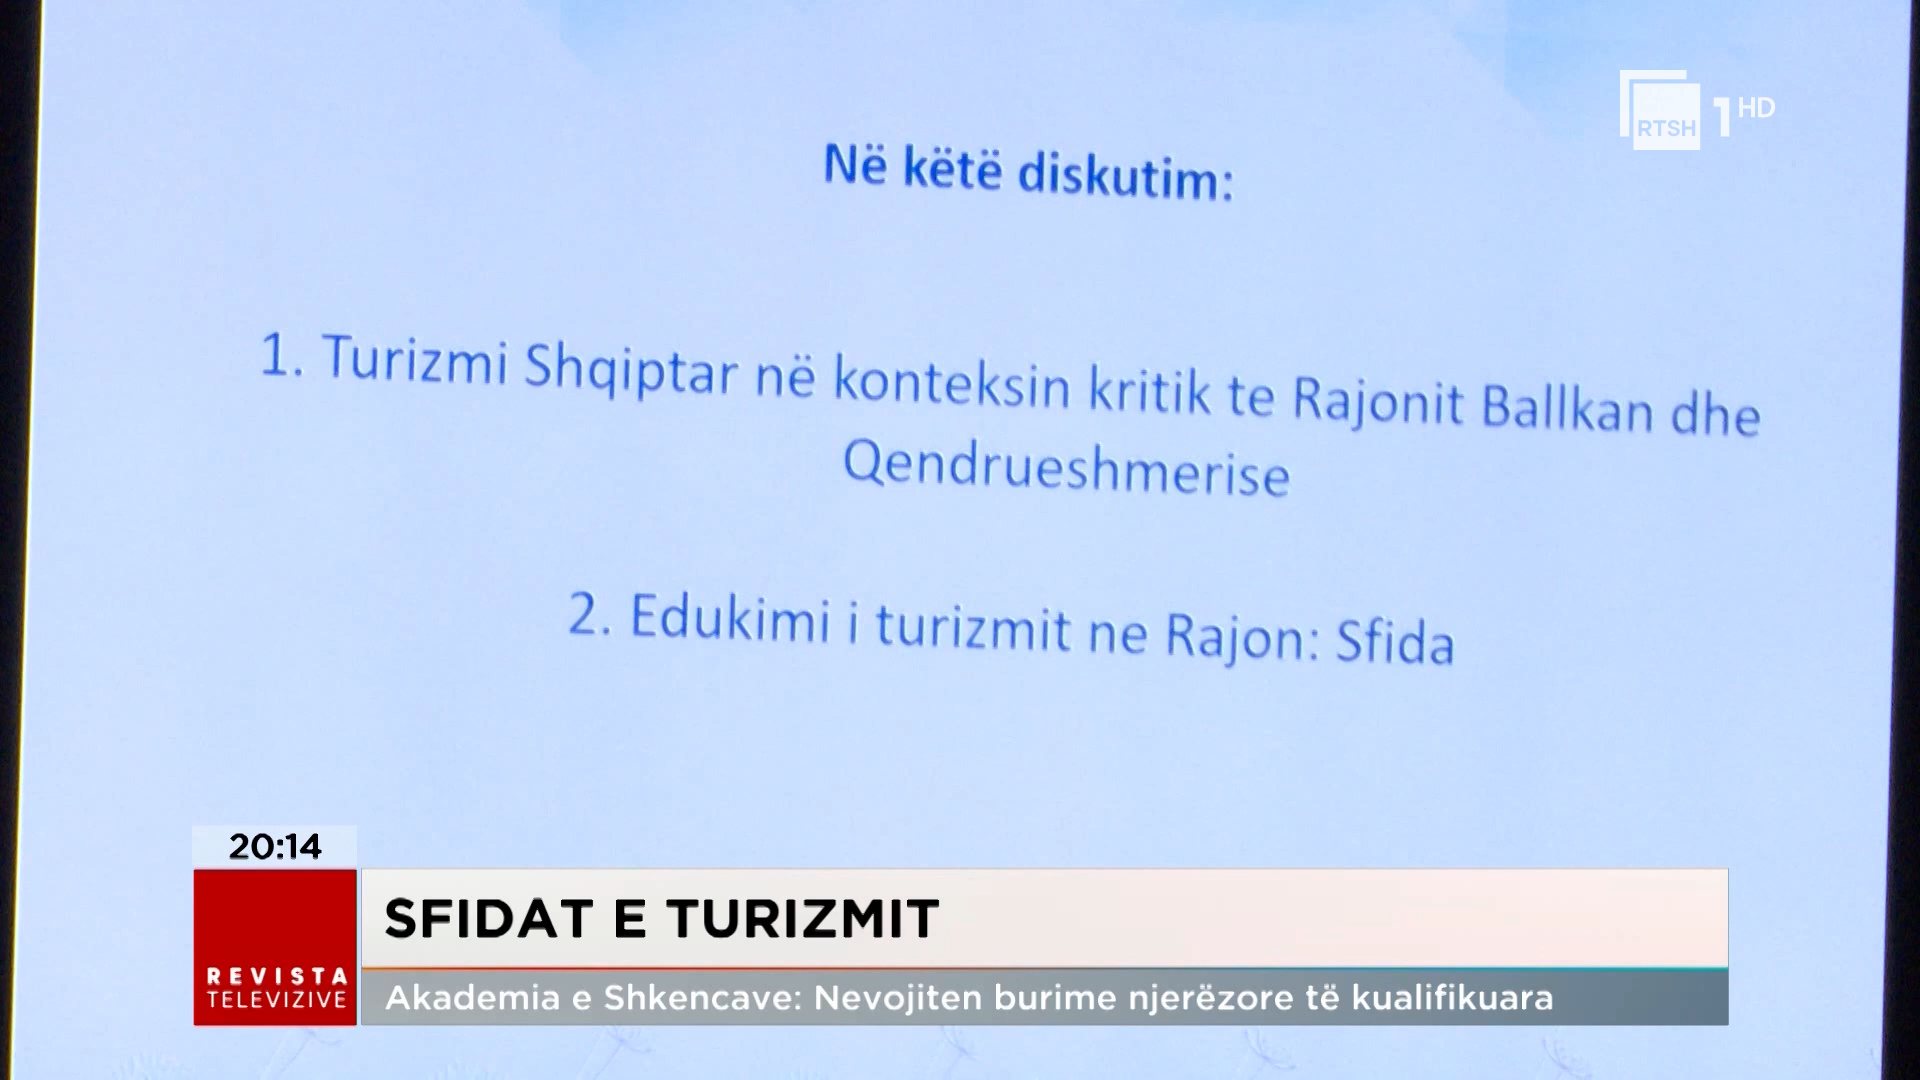 RTSH 1 HD
Në këtë diskutim:
1. Turizmi Shqiptar në konteksin kritik te Rajonit Ballkan dhe
Qendrueshmerise
2. Edukimi i turizmit ne Rajon: Sfida
20:14
SFIDAT E TURIZMIT
REVISTA
TELEVIZIVE
Akademia e Shkencave: Nevojiten burime njerëzore të kualifikuara